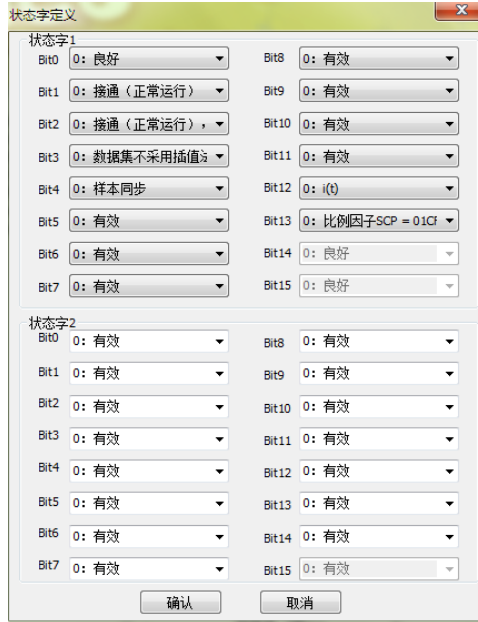 状态字定义
状态字1
Bit0 0: 良好 Bit8 0: 有效
Bit1 0: 接通（正常运行） Bit9 0: 有效
Bit2 0: 接通（正常运行）， Bit10 0: 有效
Bit3 0: 数据集不采用插值 Bit11 0: 有效
Bit4 0: 样本同步 Bit12 0: i(t)
Bit5 0: 有效 Bit13 0: 比例因子SCP = 01CF
Bit6 0: 有效 Bit14 0: 良好
Bit7 0: 有效 Bit15 0: 良好
状态字2
Bit0 0: 有效 Bit8 0: 有效
Bit1 0: 有效 Bit9 0: 有效
Bit2 0: 有效 Bit10 0: 有效
Bit3 0: 有效 Bit11 0: 有效
Bit4 0: 有效 Bit12 0: 有效
Bit5 0: 有效 Bit13 0: 有效
Bit6 0: 有效 Bit14 0: 有效
Bit7 0: 有效 Bit15 0: 有效
确认 取消